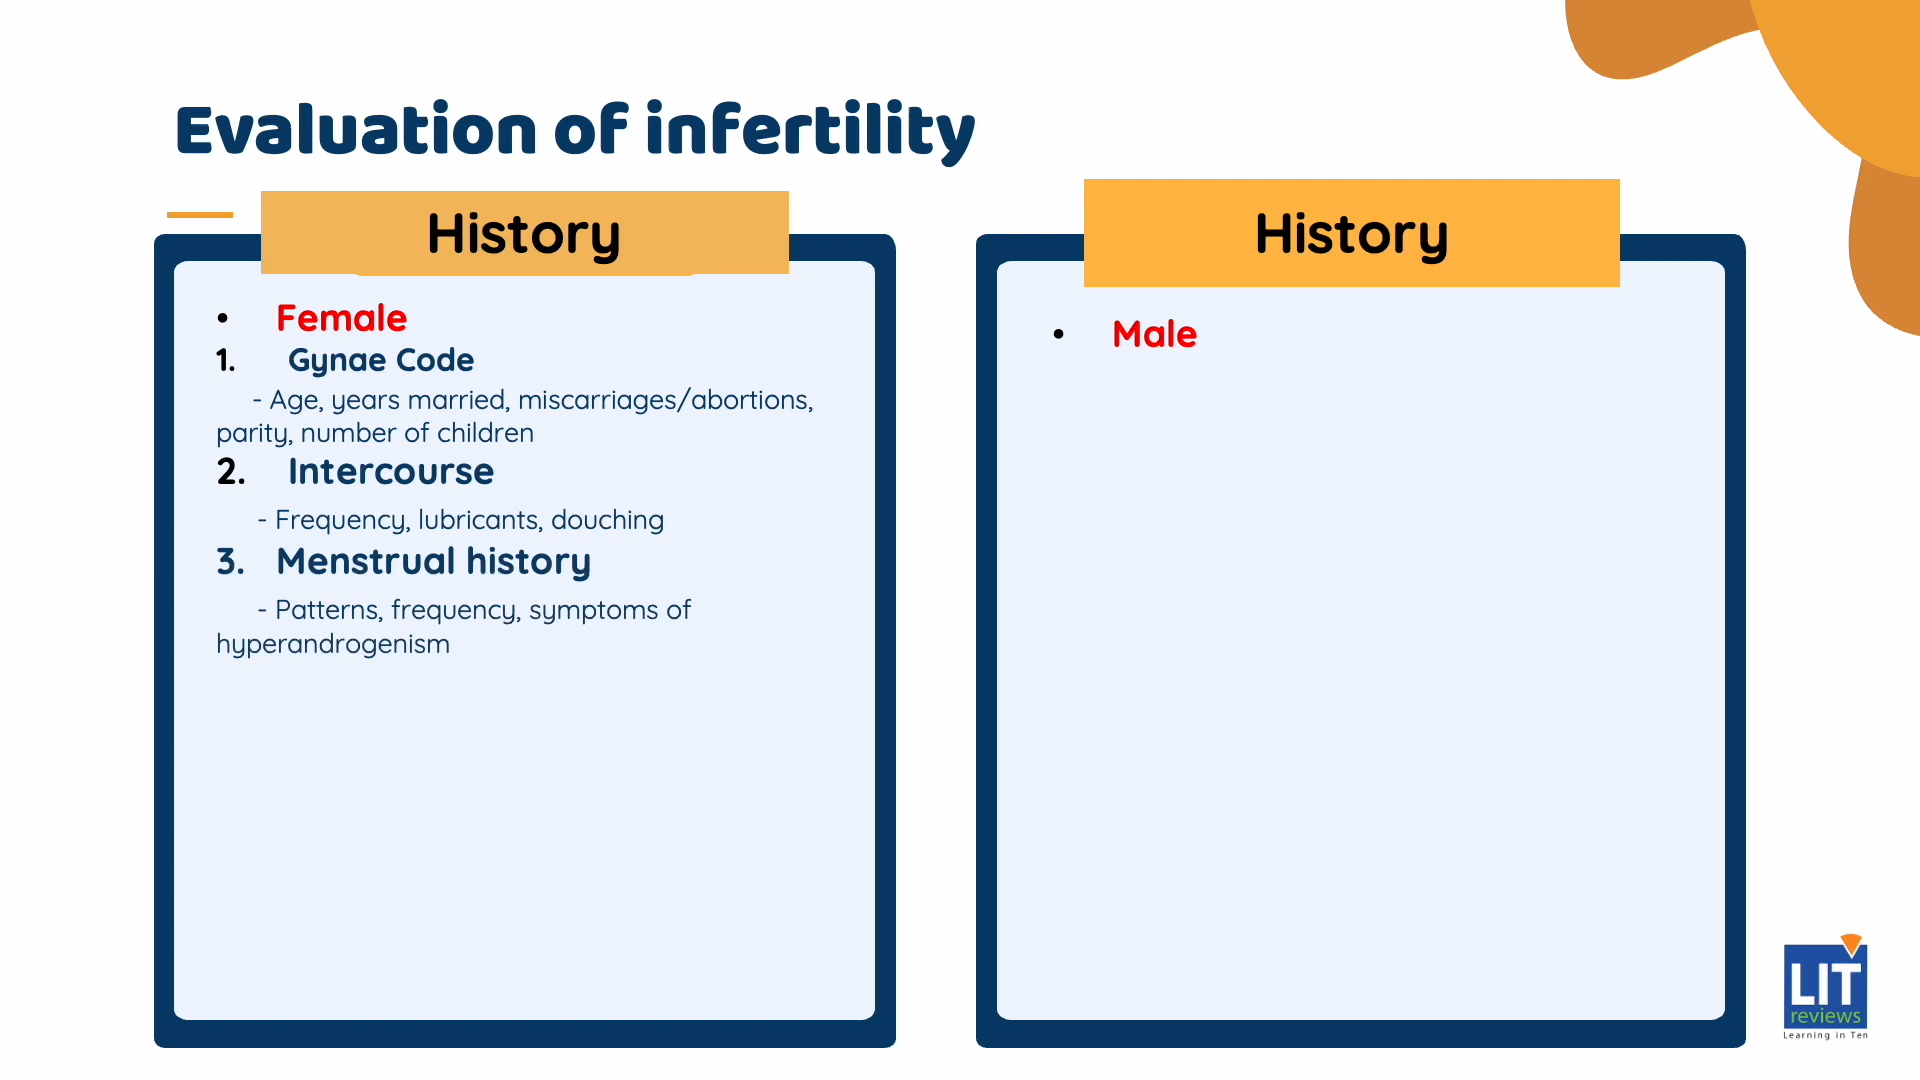 Evaluation of infertility
History
• Female
1. Gynae Code
- Age, years married, miscarriages/abortions,
parity, number of children
2. Intercourse
- Frequency, lubricants, douching
3. Menstrual history
- Patterns, frequency, symptoms of
hyperandrogenism
History
• Male
LIT
reviews
Learning in Ten